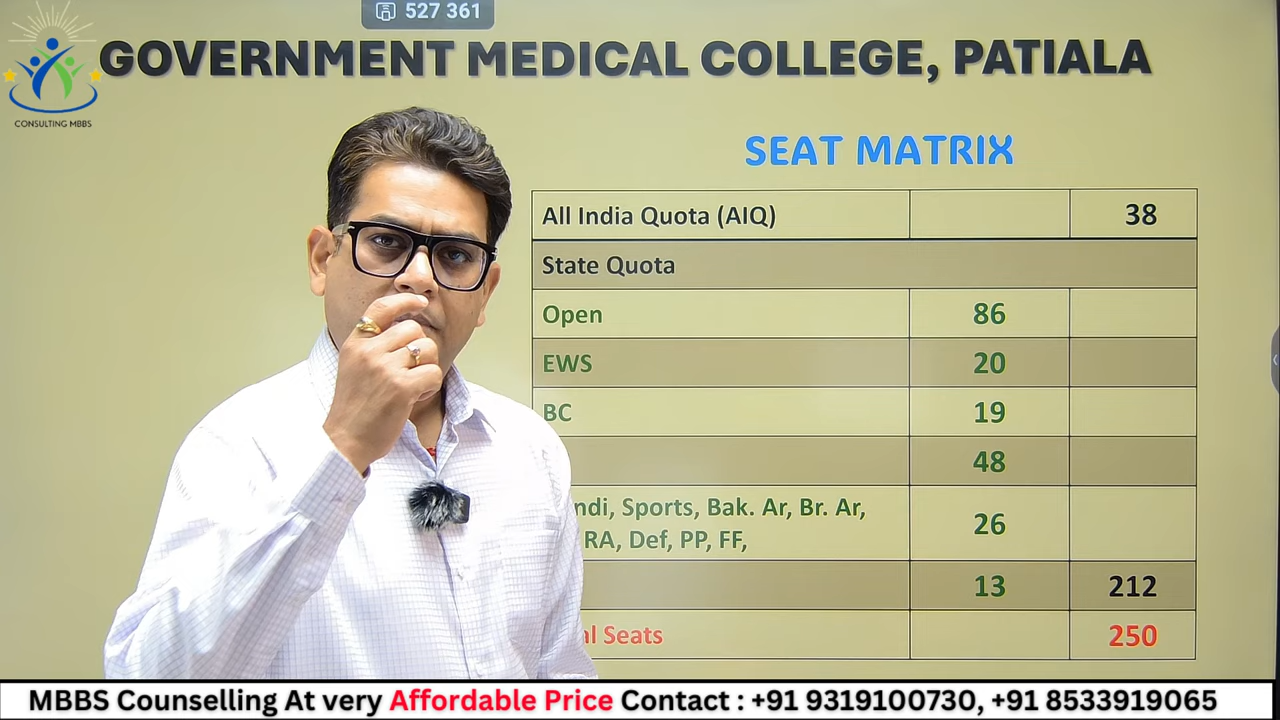 527 361
GOVERNMENT MEDICAL COLLEGE, PATIALA
CONSULTING MBBS
SEAT MATRIX
All India Quota (AIQ) 38
State Quota
Open 86
EWS 20
BC 19
48
Sports, Bak. Ar, Br. Ar, 26
RA, Def, PP, FF,
13 212
Seats 250
MBBS Counselling At very Affordable Price Contact : +91 9319100730, +91 8533919065